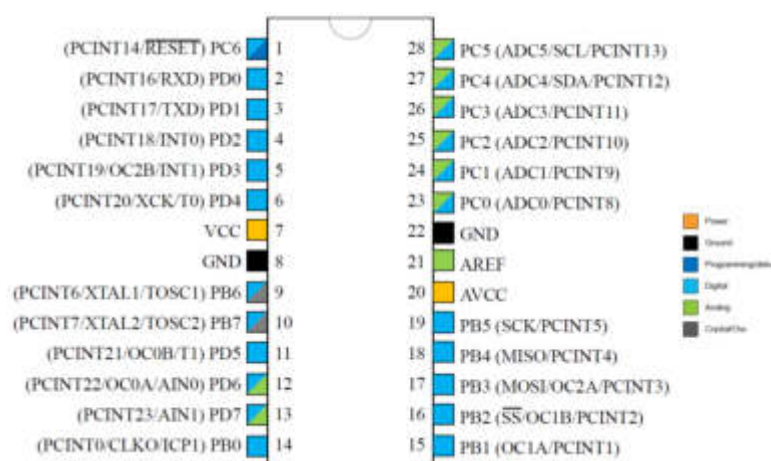 (PCINT14/RESET) PC6 1 28 PC5 (ADC5/SCL/PCINT13)
(PCINT16/RXD) PD0 2 27 PC4 (ADC4/SDA/PCINT12)
(PCINT17/TXD) PD1 3 26 PC3 (ADC3/PCINT11)
(PCINT18/INT0) PD2 4 25 PC2 (ADC2/PCINT10)
(PCINT19/OC2B/INT1) PD3 5 24 PC1 (ADC1/PCINT9)
(PCINT20/XCK/T0) PD4 6 23 PC0 (ADC0/PCINT8)
VCC 7 22 GND
GND 8 21 AREF
(PCINT6/XTAL1/TOSC1) PB6 9 20 AVCC
(PCINT7/XTAL2/TOSC2) PB7 10 19 PB5 (SCK/PCINT5)
(PCINT21/OC0B/T1) PD5 11 18 PB4 (MISO/PCINT4)
(PCINT22/OC0A/AIN0) PD6 12 17 PB3 (MOSI/OC2A/PCINT3)
(PCINT23/AIN1) PD7 13 16 PB2 (SS/OC1B/PCINT2)
(PCINT0/CLKO/ICP1) PB0 14 15 PB1 (OC1A/PCINT1)
Power
Ground
Digital
Analog